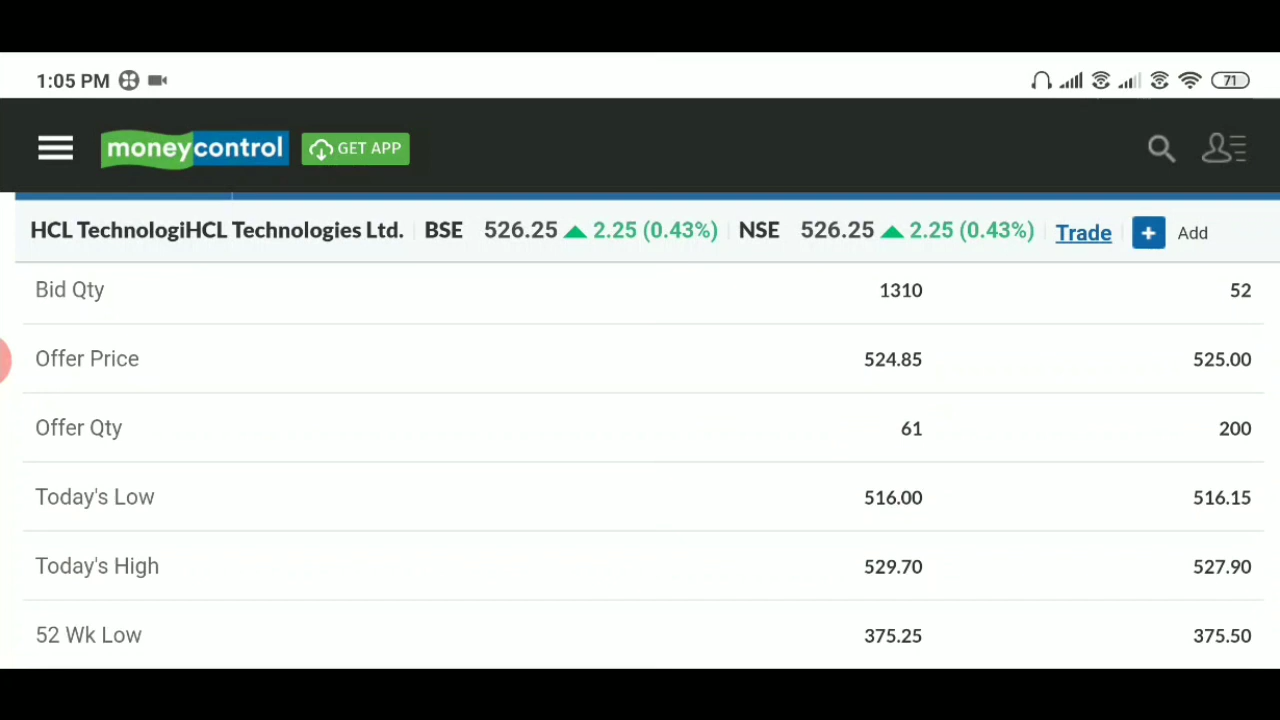 1:05 PM 71
moneycontrol GET APP
HCL TechnologiHCL Technologies Ltd. BSE 526.25 ▲ 2.25 (0.43%) NSE 526.25 ▲ 2.25 (0.43%) Trade + Add
Bid Qty 1310 52
Offer Price 524.85 525.00
Offer Qty 61 200
Today's Low 516.00 516.15
Today's High 529.70 527.90
52 Wk Low 375.25 375.50